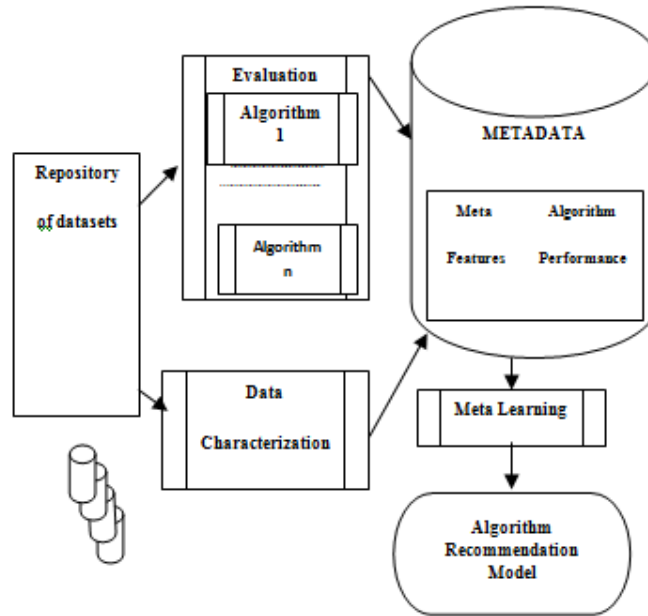 Repository
of datasets
Evaluation
Algorithm
1
Algorithm
n
Data
Characterization
METADATA
Meta Algorithm
Features Performance
Meta Learning
Algorithm
Recommendation
Model